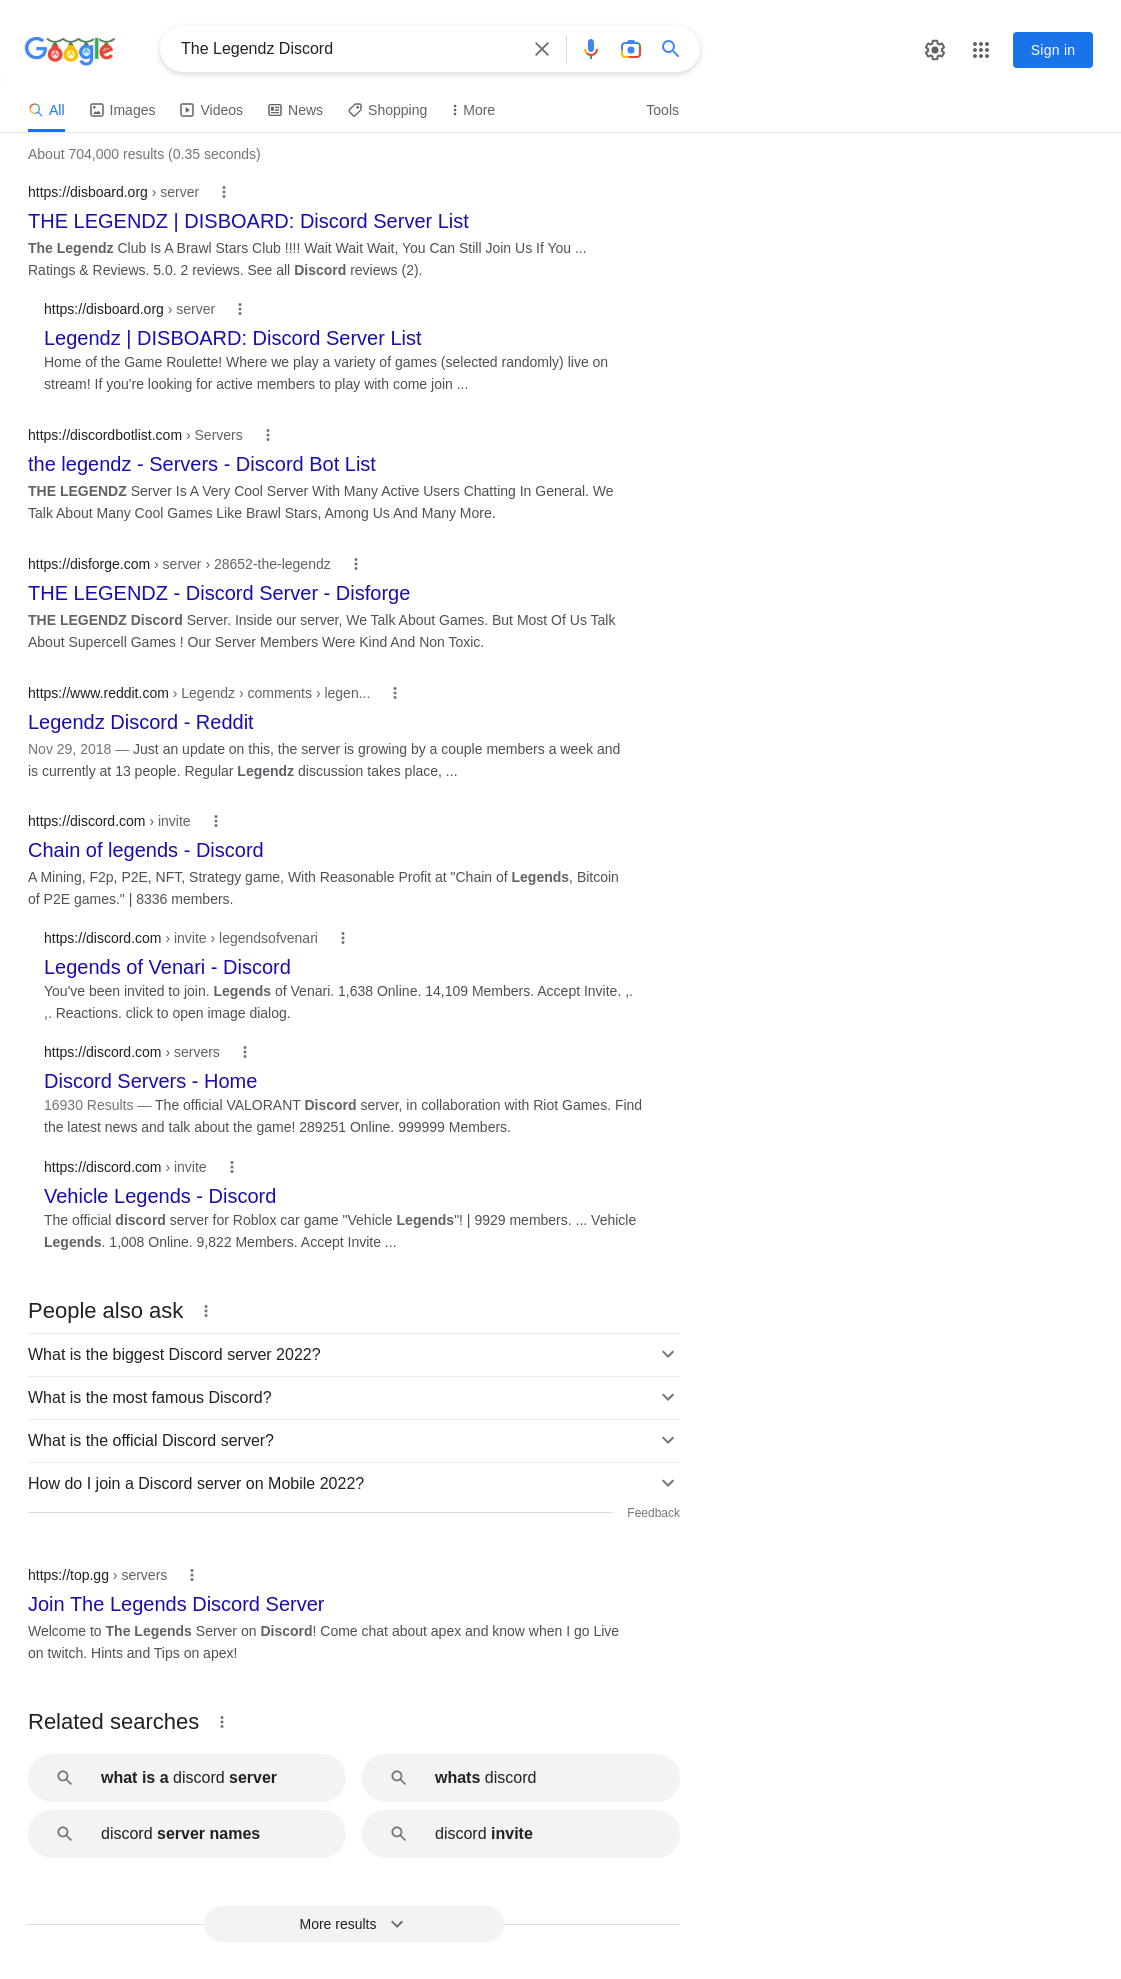 Google
The Legendz Discord
Sign in
All
Images
Videos
News
Shopping
More
Tools
About 704,000 results (0.35 seconds)
https://disboard.org › server
THE LEGENDZ | DISBOARD: Discord Server List
The Legendz Club Is A Brawl Stars Club !!!! Wait Wait Wait, You Can Still Join Us If You ...
Ratings & Reviews. 5.0. 2 reviews. See all Discord reviews (2).
https://disboard.org › server
Legendz | DISBOARD: Discord Server List
Home of the Game Roulette! Where we play a variety of games (selected randomly) live on
stream! If you're looking for active members to play with come join ...
https://discordbotlist.com › Servers
the legendz - Servers - Discord Bot List
THE LEGENDZ Server Is A Very Cool Server With Many Active Users Chatting In General. We
Talk About Many Cool Games Like Brawl Stars, Among Us And Many More.
https://disforge.com › server › 28652-the-legendz
THE LEGENDZ - Discord Server - Disforge
THE LEGENDZ Discord Server. Inside our server, We Talk About Games. But Most Of Us Talk
About Supercell Games ! Our Server Members Were Kind And Non Toxic.
https://www.reddit.com › Legendz › comments › legen...
Legendz Discord - Reddit
Nov 29, 2018 — Just an update on this, the server is growing by a couple members a week and
is currently at 13 people. Regular Legendz discussion takes place, ...
https://discord.com › invite
Chain of legends - Discord
A Mining, F2p, P2E, NFT, Strategy game, With Reasonable Profit at "Chain of Legends, Bitcoin
of P2E games." | 8336 members.
https://discord.com › invite › legendsofvenari
Legends of Venari - Discord
You've been invited to join. Legends of Venari. 1,638 Online. 14,109 Members. Accept Invite. ,.
,. Reactions. click to open image dialog.
https://discord.com › servers
Discord Servers - Home
16930 Results — The official VALORANT Discord server, in collaboration with Riot Games. Find
the latest news and talk about the game! 289251 Online. 999999 Members.
https://discord.com › invite
Vehicle Legends - Discord
The official discord server for Roblox car game "Vehicle Legends"! | 9929 members. ... Vehicle
Legends. 1,008 Online. 9,822 Members. Accept Invite ...
People also ask
What is the biggest Discord server 2022?
What is the most famous Discord?
What is the official Discord server?
How do I join a Discord server on Mobile 2022?
Feedback
https://top.gg › servers
Join The Legends Discord Server
Welcome to The Legends Server on Discord! Come chat about apex and know when I go Live
on twitch. Hints and Tips on apex!
Related searches
what is a discord server
whats discord
discord server names
discord invite
More results